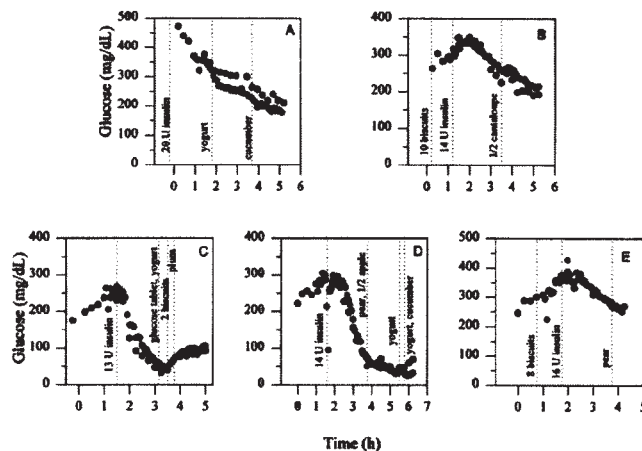 Glucose (mg/dL)
500
400
300
200
100
0
A
20 U insulin
yogurt
cucumber
0 1 2 3 4 5 6
400
300
200
100
0
B
10 biscuits
14 U insulin
1/2 cantaloupe
0 1 2 3 4 5 6
Glucose (mg/dL)
400
300
200
100
0
C
13 U insulin
glucose tablet, yogurt
2 biscuits
plum
0 1 2 3 4 5
400
300
200
100
0
D
14 U insulin
pear, 1/2 apple
yogurt
yogurt, cucumber
0 1 2 3 4 5 6 7
500
400
300
200
100
0
E
8 biscuits
16 U insulin
pear
0 1 2 3 4 5
Time (h)